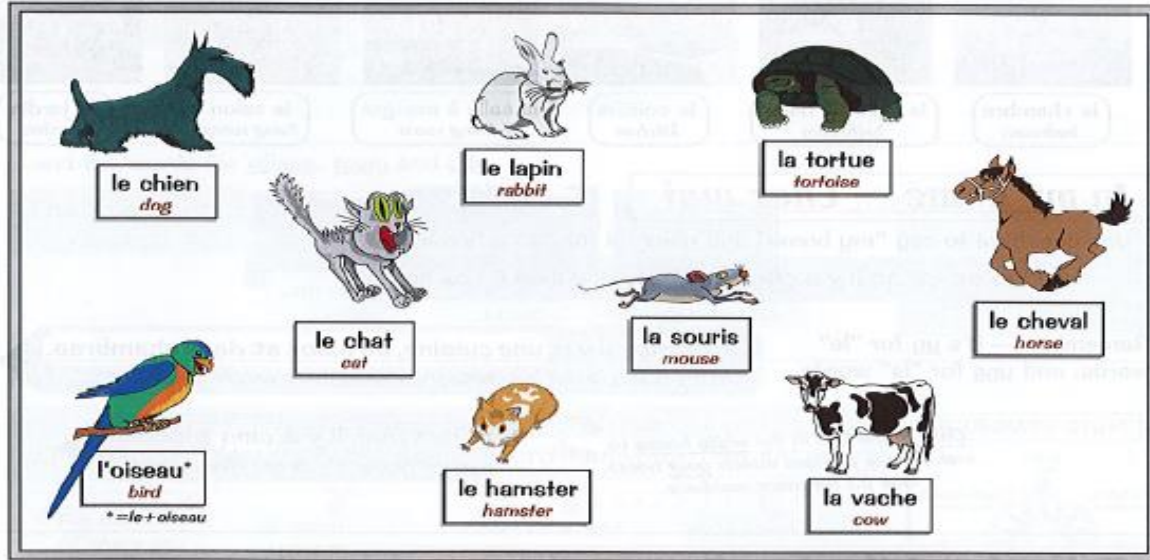 le chien
dog
le lapin
rabbit
la tortue
tortoise
le chat
cat
la souris
mouse
le cheval
horse
l'oiseau*
bird
*=le+oiseau
le hamster
hamster
la vache
cow